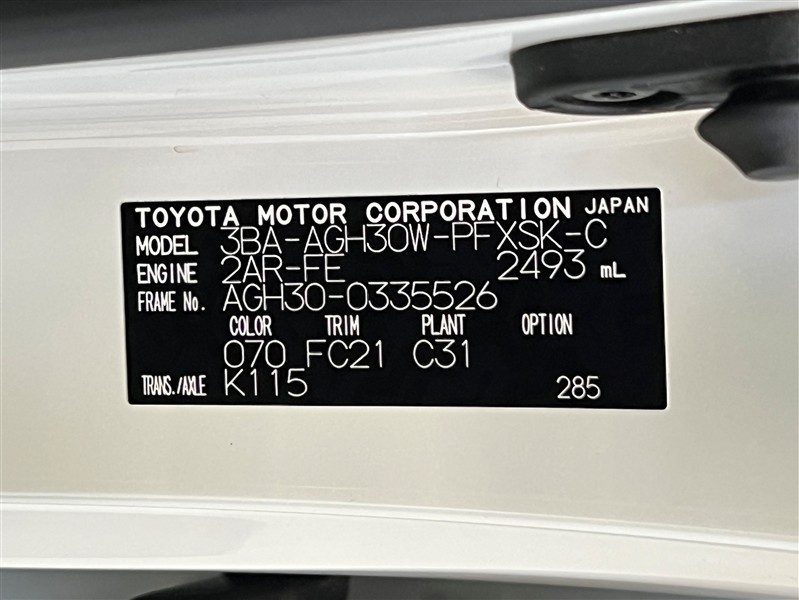 TOYOTA MOTOR CORPORATION JAPAN
MODEL 3BA-AGH30W-PFXSK-C
ENGINE 2AR-FE 2493 mL
FRAME No. AGH30-0335526
COLOR TRIM PLANT OPTION
070 FC21 C31
TRANS./AXLE K115 285